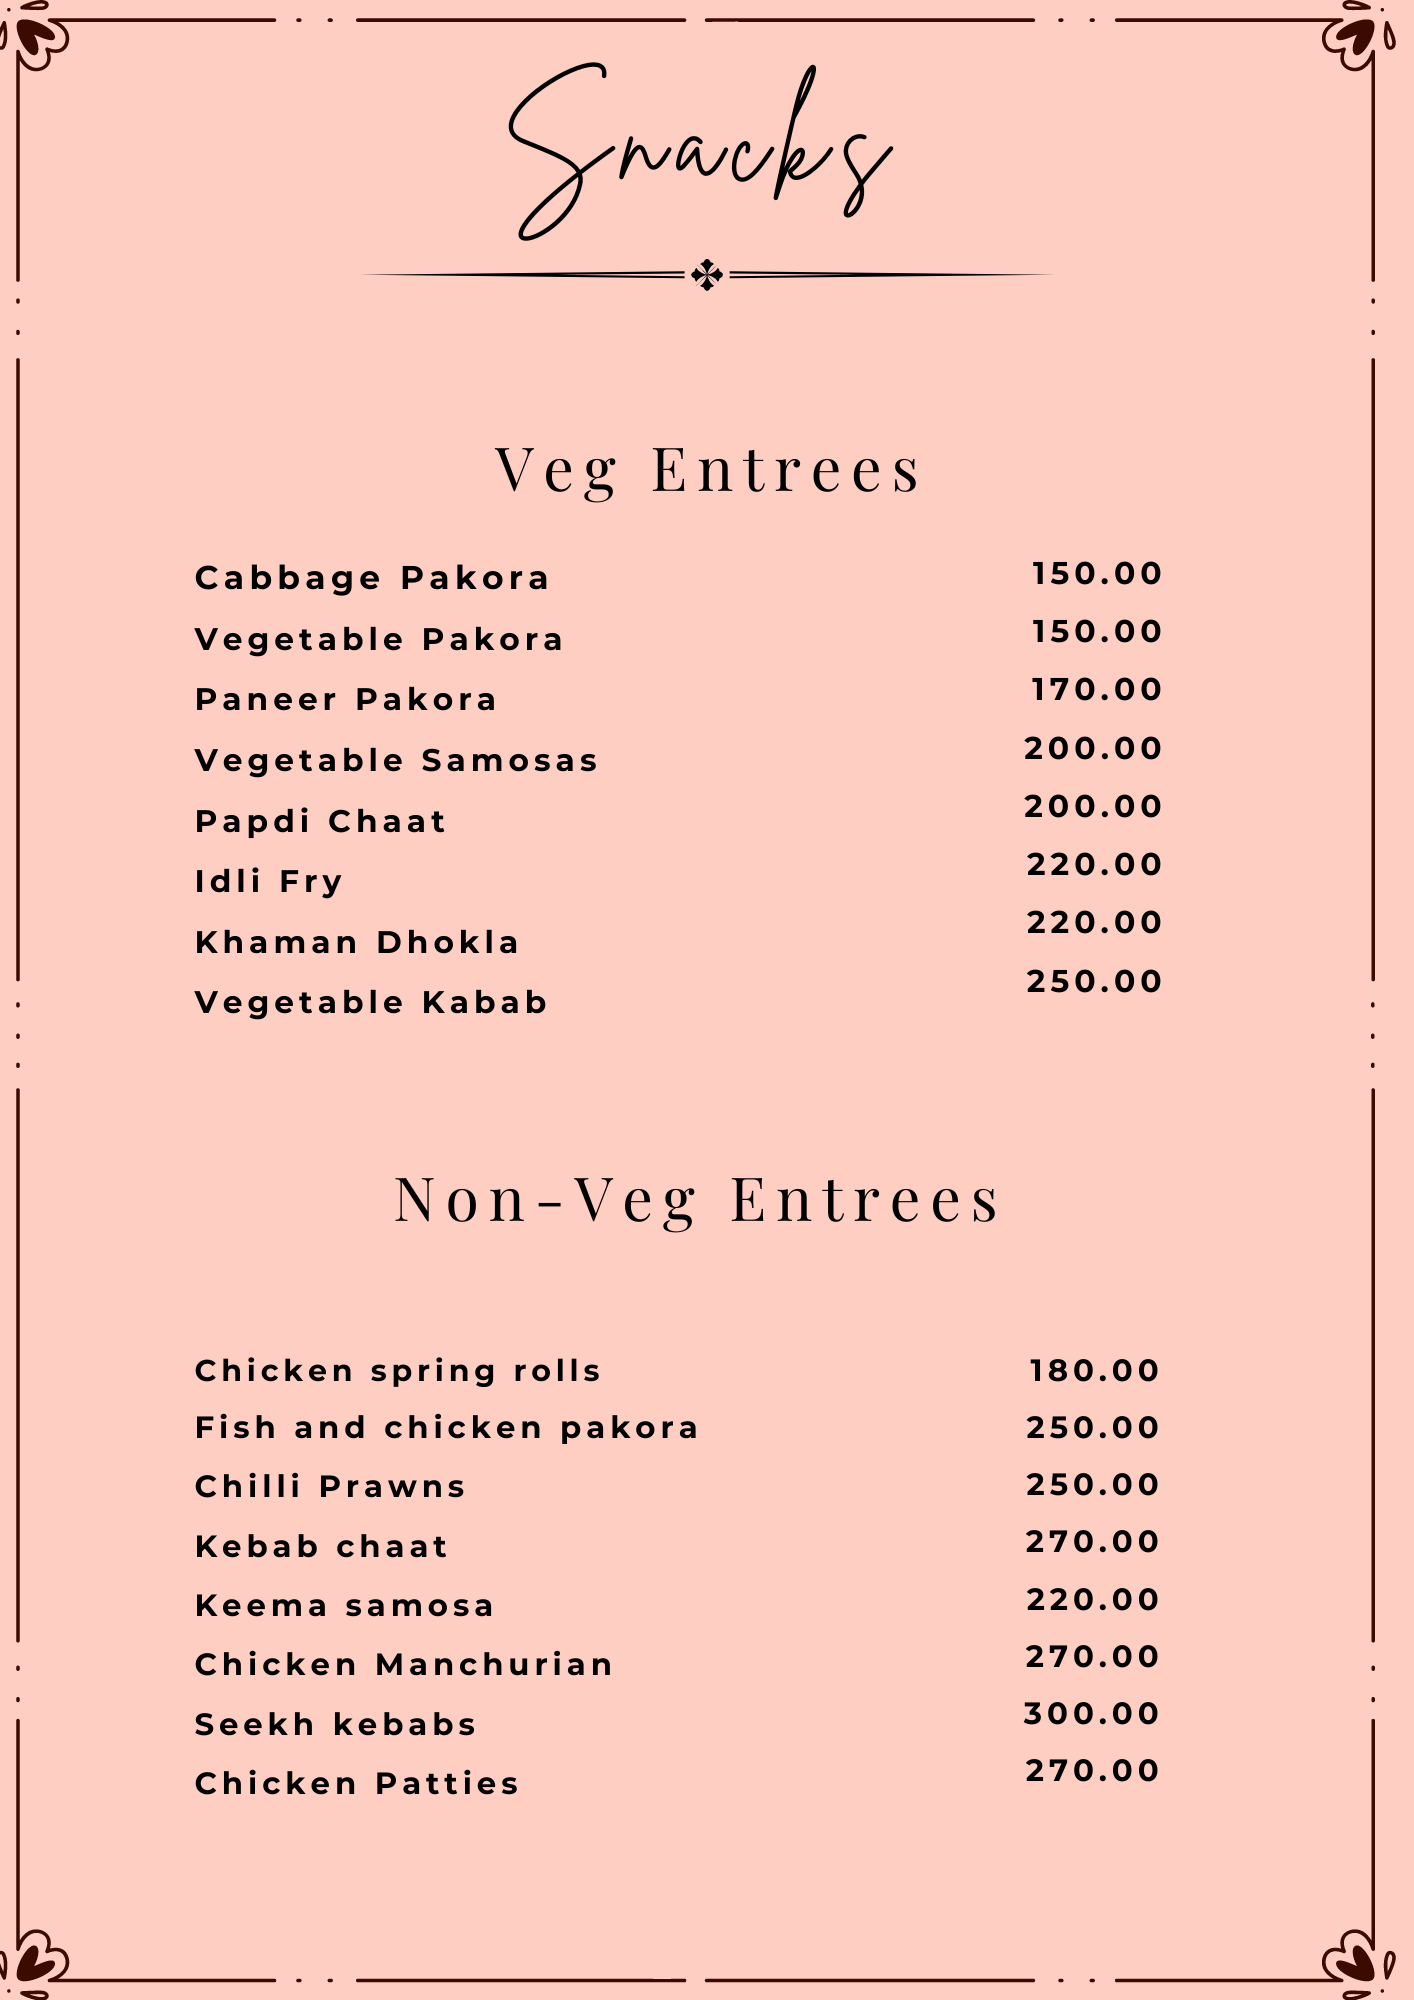 Snacks
Veg Entrees
Cabbage Pakora 150.00
Vegetable Pakora 150.00
Paneer Pakora 170.00
Vegetable Samosas 200.00
Papdi Chaat 200.00
Idli Fry 220.00
Khaman Dhokla 220.00
Vegetable Kabab 250.00
Non-Veg Entrees
Chicken spring rolls 180.00
Fish and chicken pakora 250.00
Chilli Prawns 250.00
Kebab chaat 270.00
Keema samosa 220.00
Chicken Manchurian 270.00
Seekh kebabs 300.00
Chicken Patties 270.00